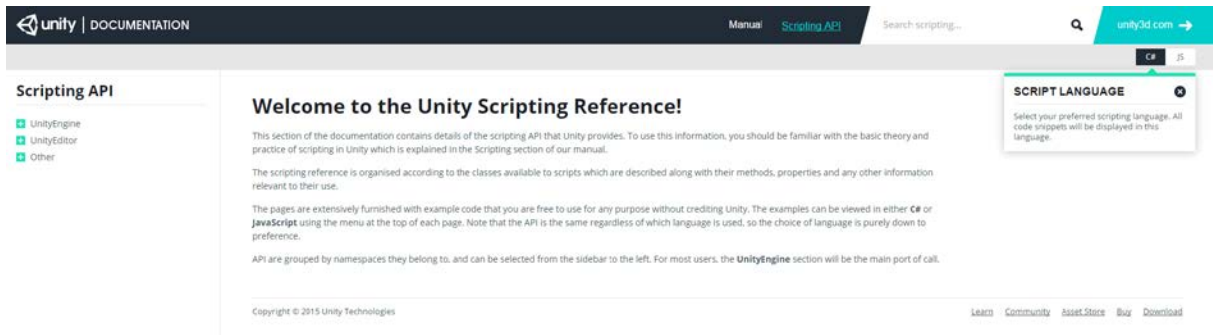 unity | DOCUMENTATION
Manual Scripting API Search scripting... unity3d.com
C# JS
Scripting API
UnityEngine
UnityEditor
Other
Welcome to the Unity Scripting Reference!
This section of the documentation contains details of the scripting API that Unity provides. To use this information, you should be familiar with the basic theory and
practice of scripting in Unity which is explained in the Scripting section of our manual.
The scripting reference is organised according to the classes available to scripts which are described along with their methods, properties and any other information
relevant to their use.
The pages are extensively furnished with example code that you are free to use for any purpose without crediting Unity. The examples can be viewed in either C# or
JavaScript using the menu at the top of each page. Note that the API is the same regardless of which language is used, so the choice of language is purely down to
preference.
API are grouped by namespaces they belong to, and can be selected from the sidebar to the left. For most users, the UnityEngine section will be the main port of call.
SCRIPT LANGUAGE
Select your preferred scripting language. All
code snippets will be displayed in this
language.
Copyright © 2015 Unity Technologies
Learn Community Asset Store Buy Download